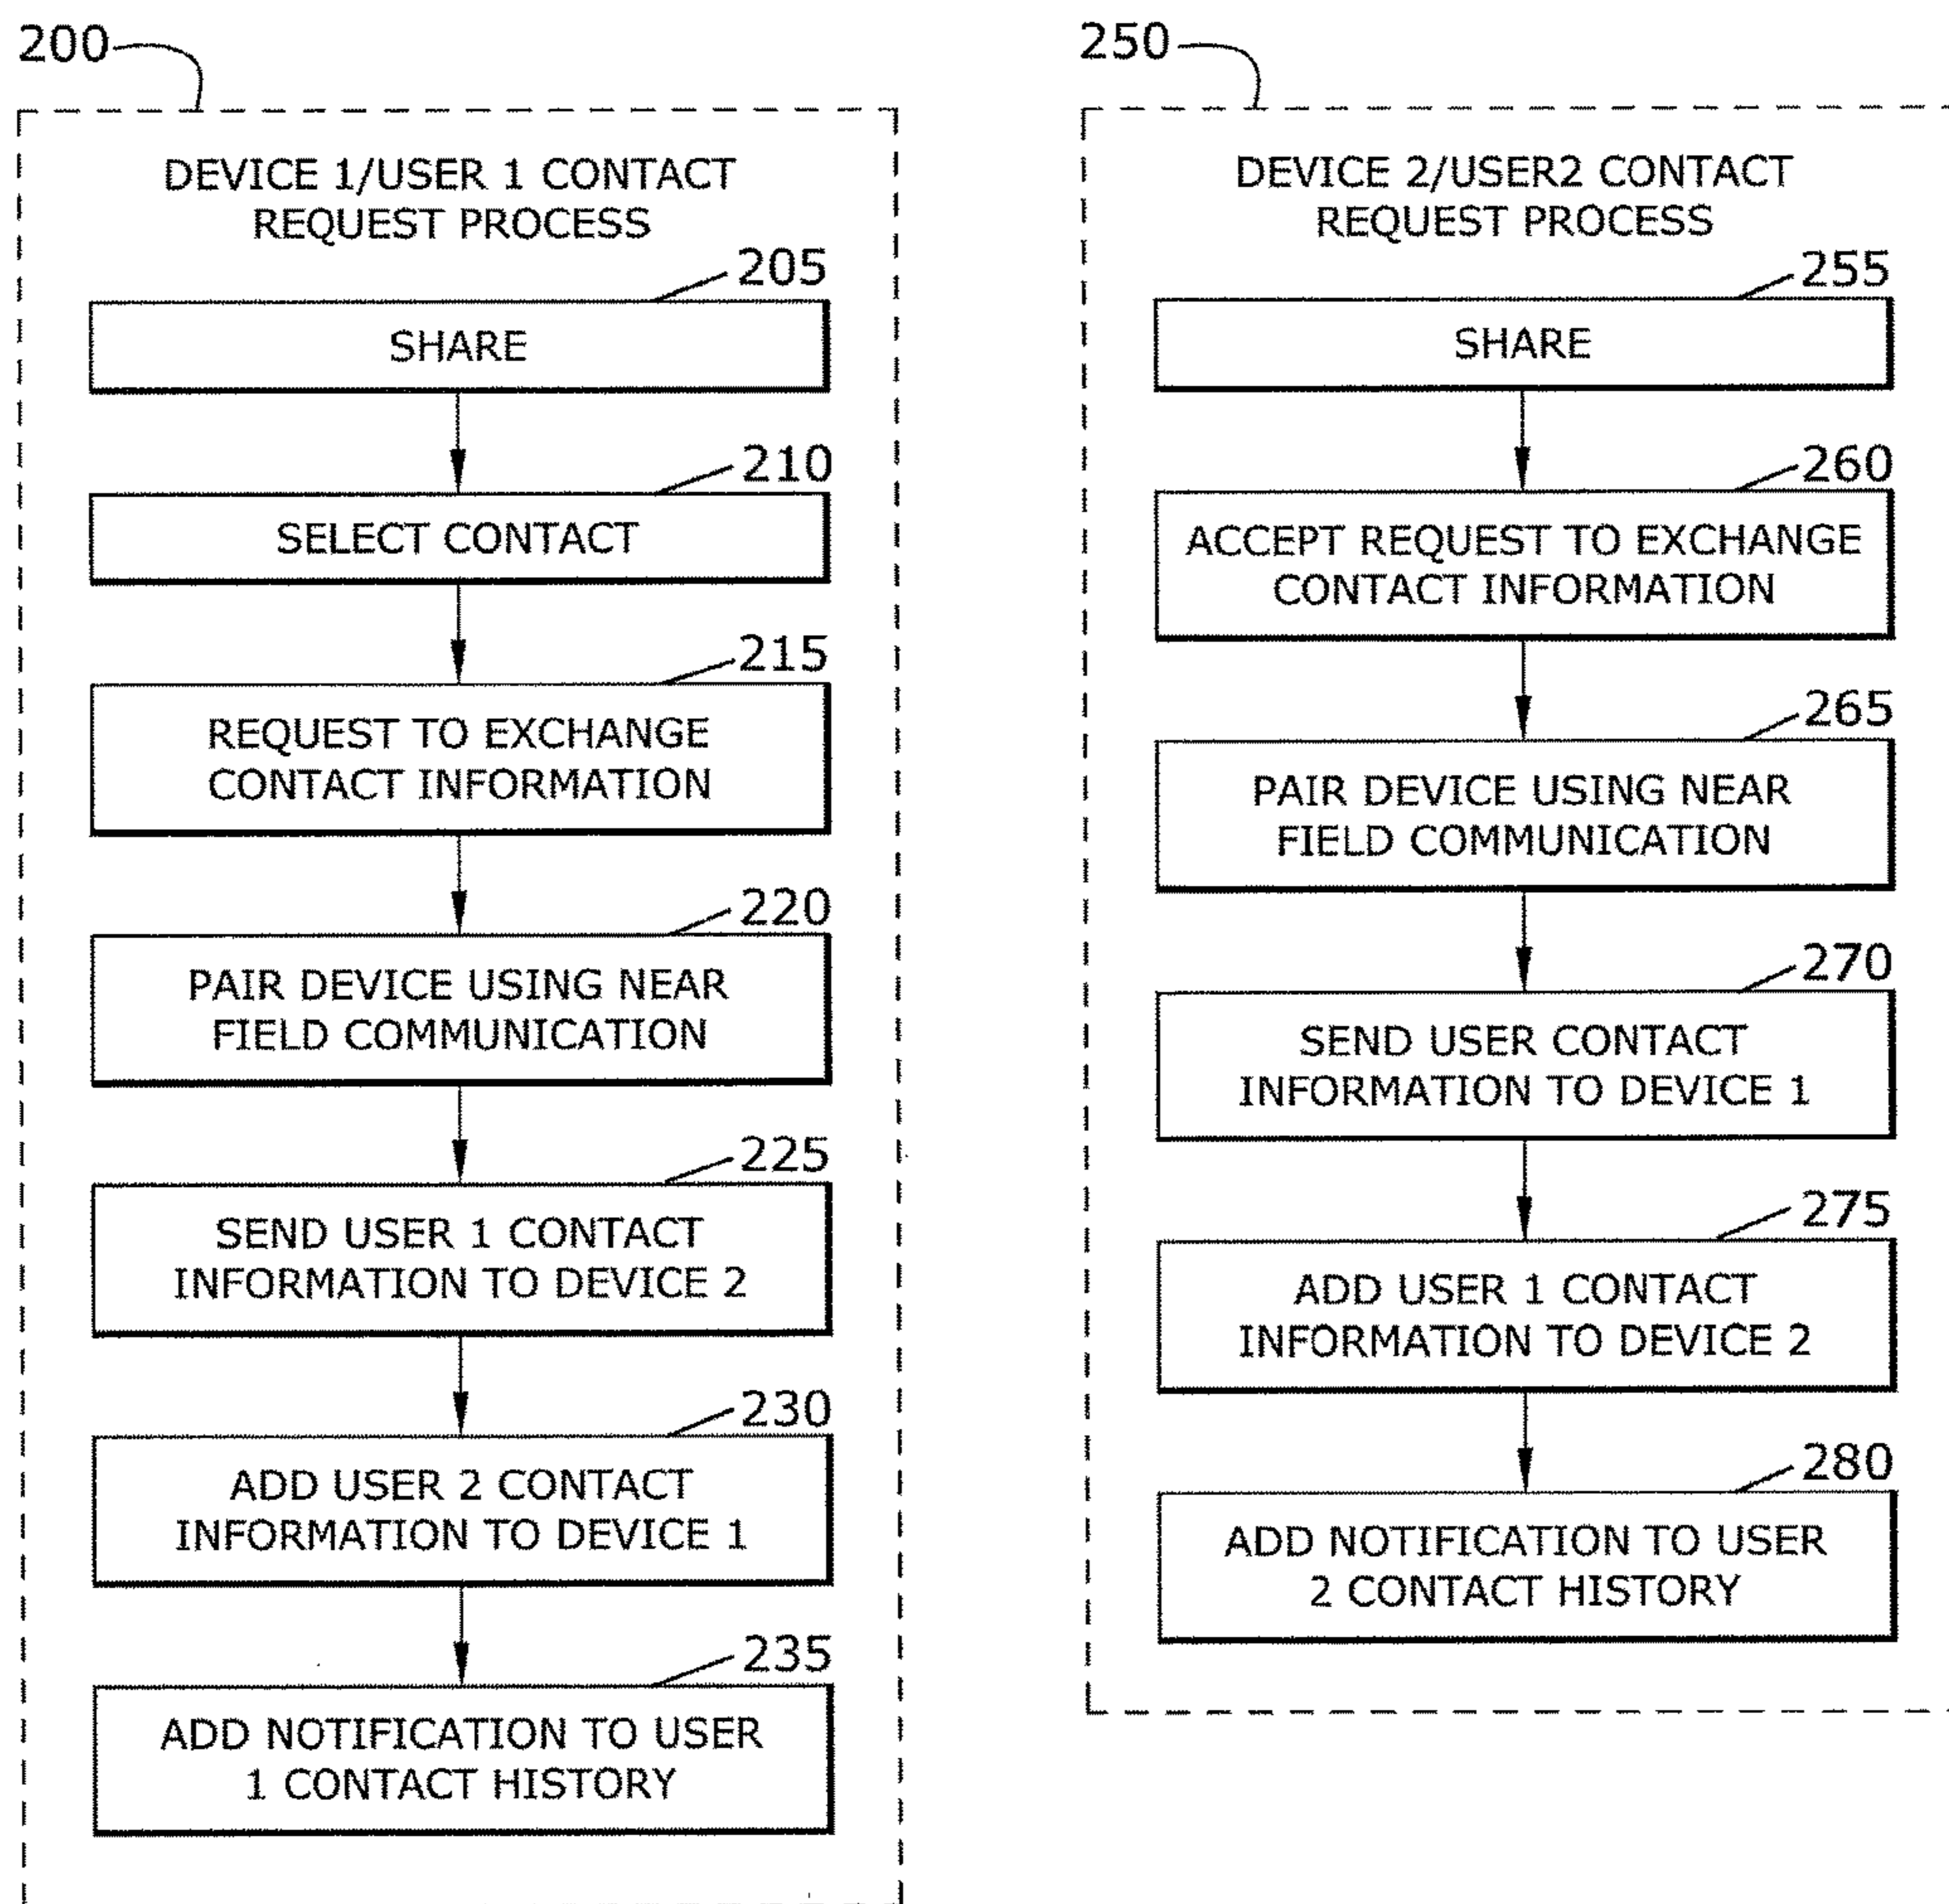 200
DEVICE 1/USER 1 CONTACT
REQUEST PROCESS
205
SHARE
210
SELECT CONTACT
215
REQUEST TO EXCHANGE
CONTACT INFORMATION
220
PAIR DEVICE USING NEAR
FIELD COMMUNICATION
225
SEND USER 1 CONTACT
INFORMATION TO DEVICE 2
230
ADD USER 2 CONTACT
INFORMATION TO DEVICE 1
235
ADD NOTIFICATION TO USER
1 CONTACT HISTORY
250
DEVICE 2/USER2 CONTACT
REQUEST PROCESS
255
SHARE
260
ACCEPT REQUEST TO EXCHANGE
CONTACT INFORMATION
265
PAIR DEVICE USING NEAR
FIELD COMMUNICATION
270
SEND USER CONTACT
INFORMATION TO DEVICE 1
275
ADD USER 1 CONTACT
INFORMATION TO DEVICE 2
280
ADD NOTIFICATION TO USER
2 CONTACT HISTORY